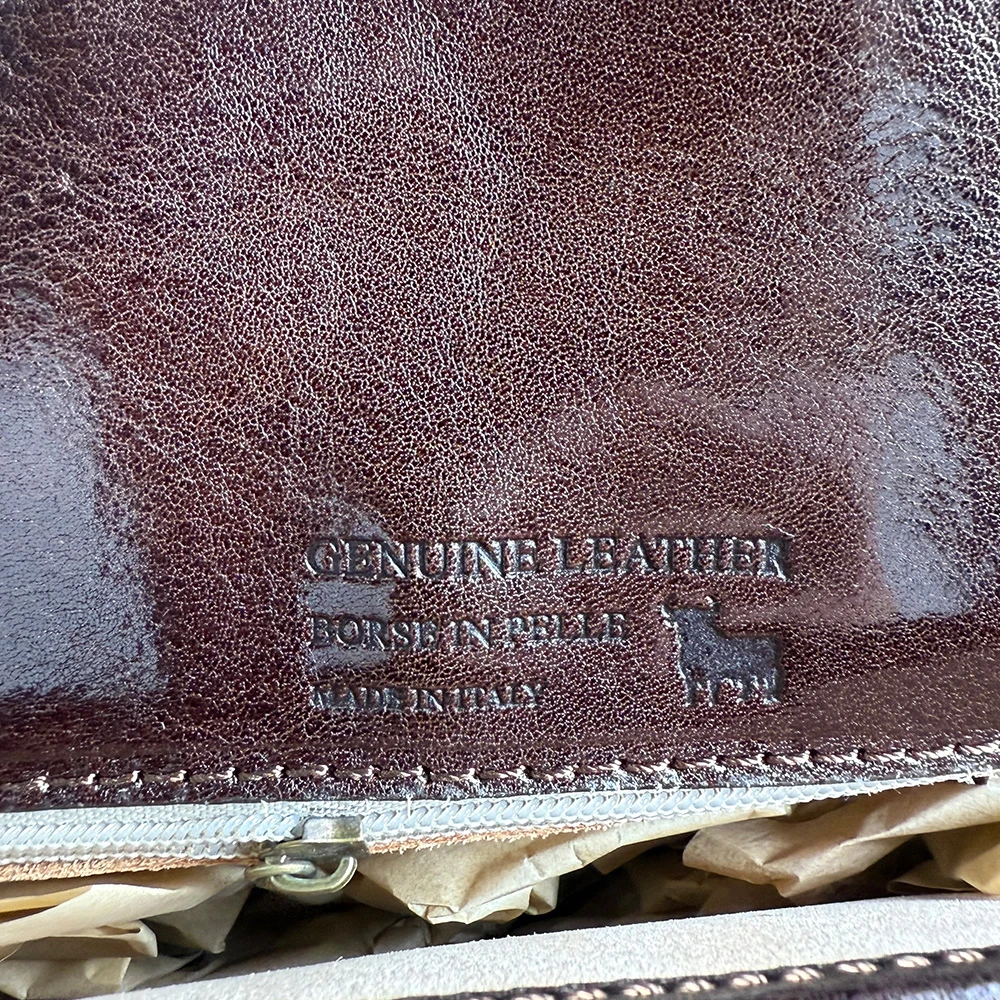 GENUINE LEATHER
BORSE IN PELLE
MADE IN ITALY